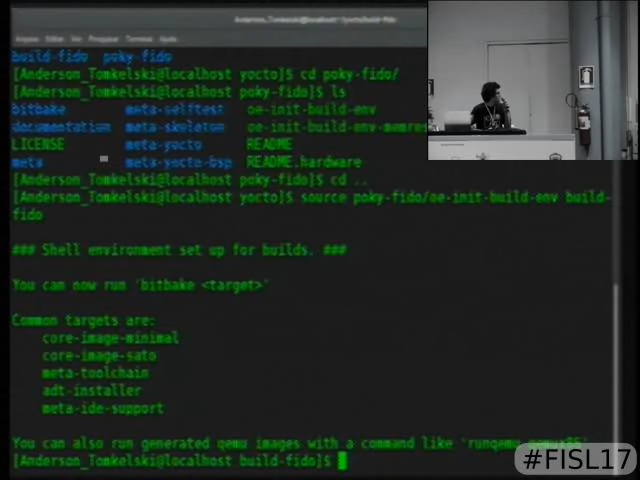 Anderson_Tomkelski@localhost:yocto/build-fido
Arquivo Editar Ver Pesquisar Terminal Ajuda
build-fido poky-fido
[Anderson_Tomkelski@localhost yocto]$ cd poky-fido/
[Anderson_Tomkelski@localhost poky-fido]$ ls
bitbake meta-selftest oe-init-build-env
documentation meta-skeleton oe-init-build-env-memres
LICENSE meta-yocto README
meta meta-yocto-bsp README.hardware
[Anderson_Tomkelski@localhost poky-fido]$ cd ..
[Anderson_Tomkelski@localhost yocto]$ source poky-fido/oe-init-build-env build-
fido
### Shell environment set up for builds. ###
You can now run 'bitbake <target>'
Common targets are:
core-image-minimal
core-image-sato
meta-toolchain
adt-installer
meta-ide-support
You can also run generated qemu images with a command like 'runqemu qemux86'
[Anderson_Tomkelski@localhost build-fido]$
#FISL17